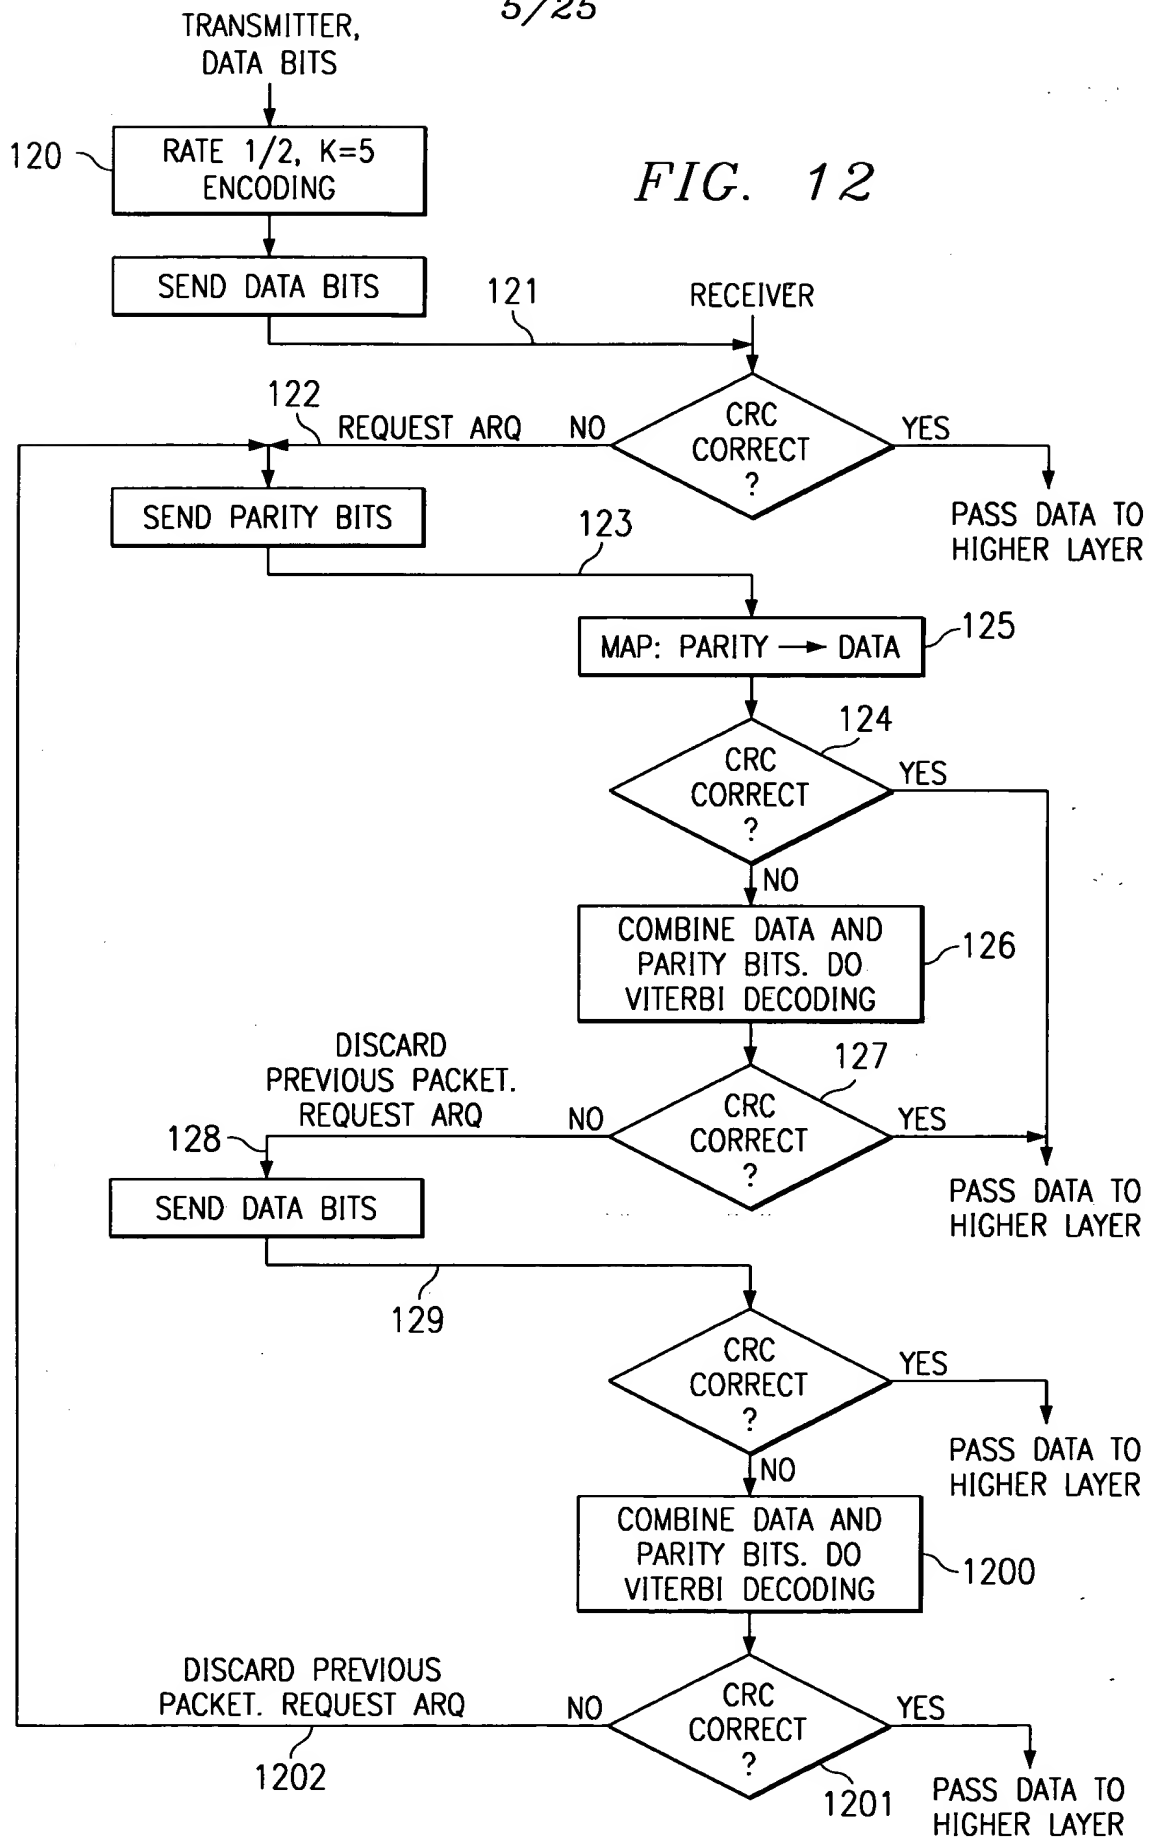 5/25
TRANSMITTER,
DATA BITS
120
RATE 1/2, K=5
ENCODING
FIG. 12
SEND DATA BITS
121
RECEIVER
122
REQUEST ARQ
NO
CRC
CORRECT
?
YES
SEND PARITY BITS
PASS DATA TO
HIGHER LAYER
123
MAP: PARITY → DATA
125
124
CRC
CORRECT
?
YES
NO
COMBINE DATA AND
PARITY BITS. DO
VITERBI DECODING
126
DISCARD
PREVIOUS PACKET.
REQUEST ARQ
NO
127
CRC
CORRECT
?
YES
128
SEND DATA BITS
PASS DATA TO
HIGHER LAYER
129
CRC
CORRECT
?
YES
NO
PASS DATA TO
HIGHER LAYER
COMBINE DATA AND
PARITY BITS. DO
VITERBI DECODING
1200
DISCARD PREVIOUS
PACKET. REQUEST ARQ
NO
CRC
CORRECT
?
YES
1202
1201
PASS DATA TO
HIGHER LAYER